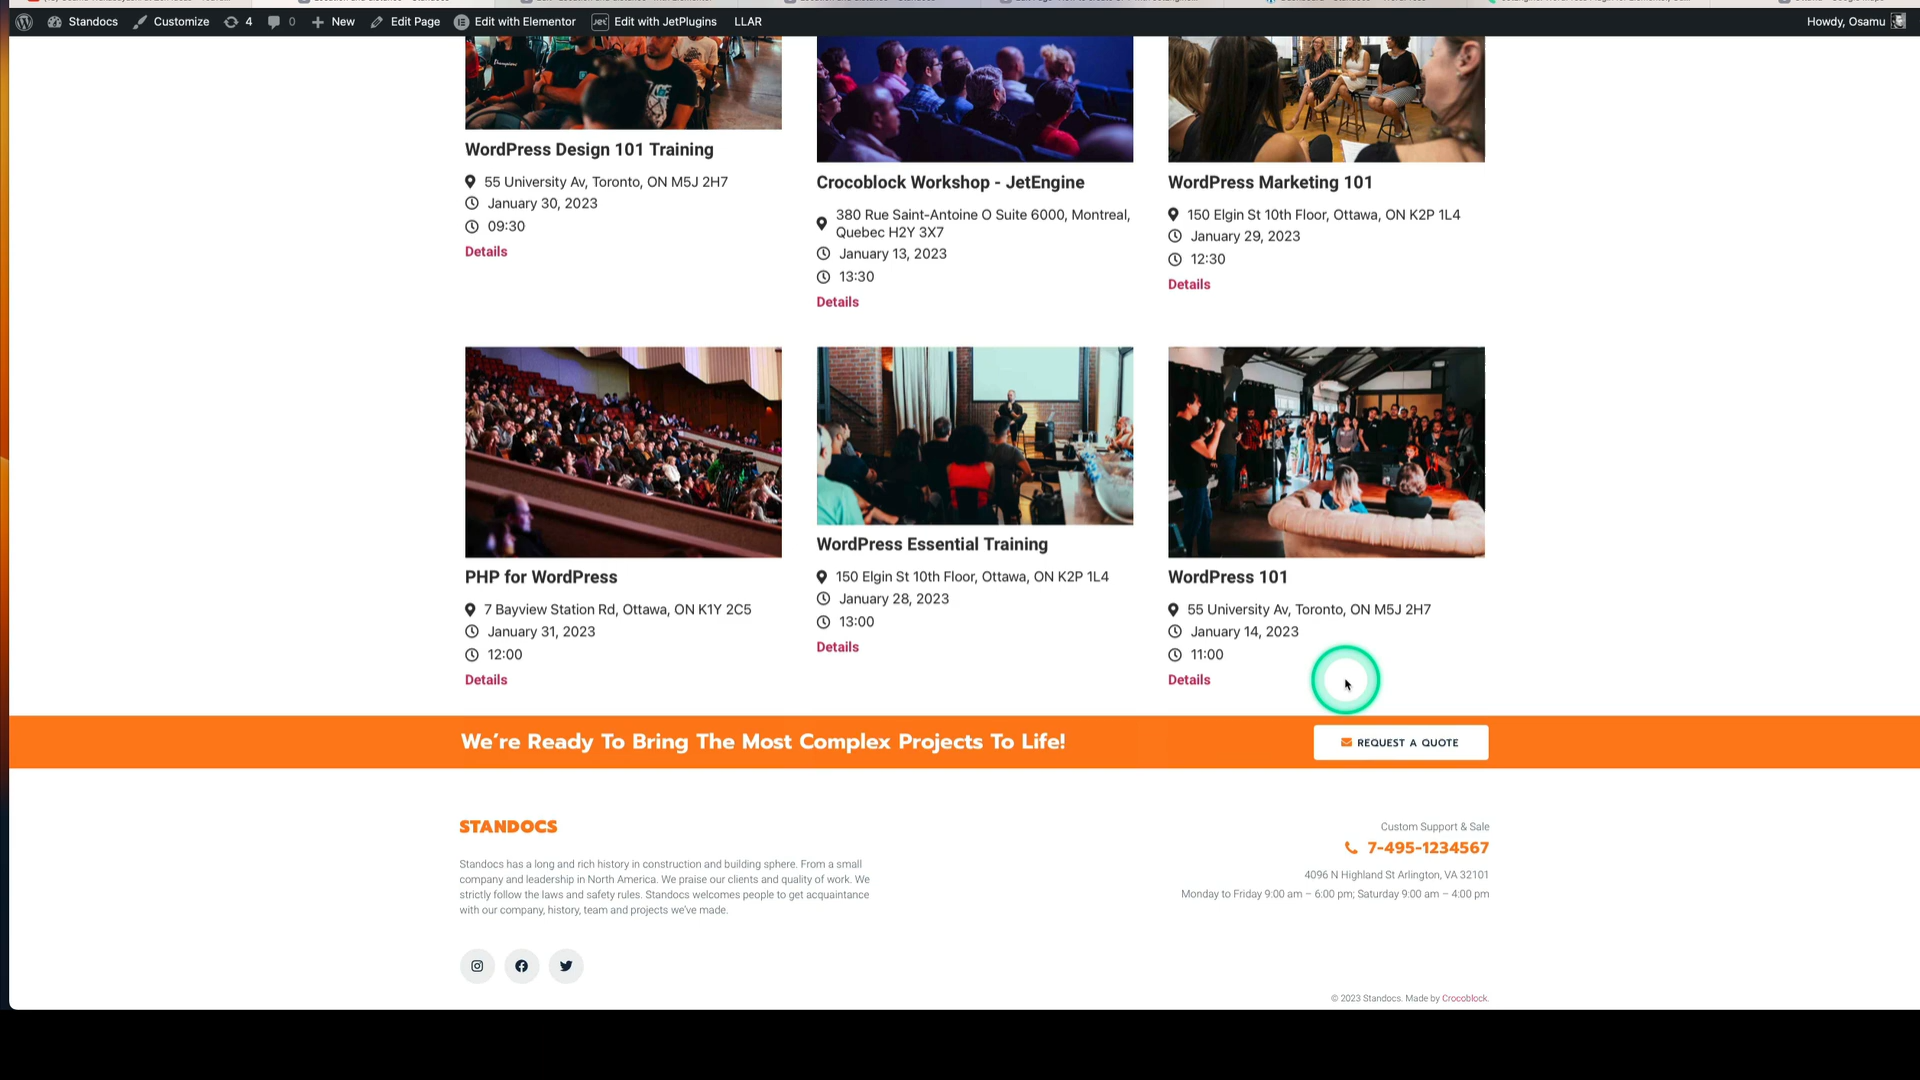 Standocs Customize 4 0 New Edit Page Edit with Elementor Edit with JetPlugins LLAR Howdy, Osamu
WordPress Design 101 Training
55 University Av, Toronto, ON M5J 2H7
January 30, 2023
09:30
Details
Crocoblock Workshop - JetEngine
380 Rue Saint-Antoine O Suite 6000, Montreal,
Quebec H2Y 3X7
January 13, 2023
13:30
Details
WordPress Marketing 101
150 Elgin St 10th Floor, Ottawa, ON K2P 1L4
January 29, 2023
12:30
Details
PHP for WordPress
7 Bayview Station Rd, Ottawa, ON K1Y 2C5
January 31, 2023
12:00
Details
WordPress Essential Training
150 Elgin St 10th Floor, Ottawa, ON K2P 1L4
January 28, 2023
13:00
Details
WordPress 101
55 University Av, Toronto, ON M5J 2H7
January 14, 2023
11:00
Details
We’re Ready To Bring The Most Complex Projects To Life!
REQUEST A QUOTE
STANDOCS
Standocs has a long and rich history in construction and building sphere. From a small
company and leadership in North America. We praise our clients and quality of work. We
strictly follow the laws and safety rules. Standocs welcomes people to get acquaintance
with our company, history, team and projects we’ve made.
Custom Support & Sale
7-495-1234567
4096 N Highland St Arlington, VA 32101
Monday to Friday 9:00 am – 6:00 pm; Saturday 9:00 am – 4:00 pm
© 2023 Standocs. Made by Crocoblock.